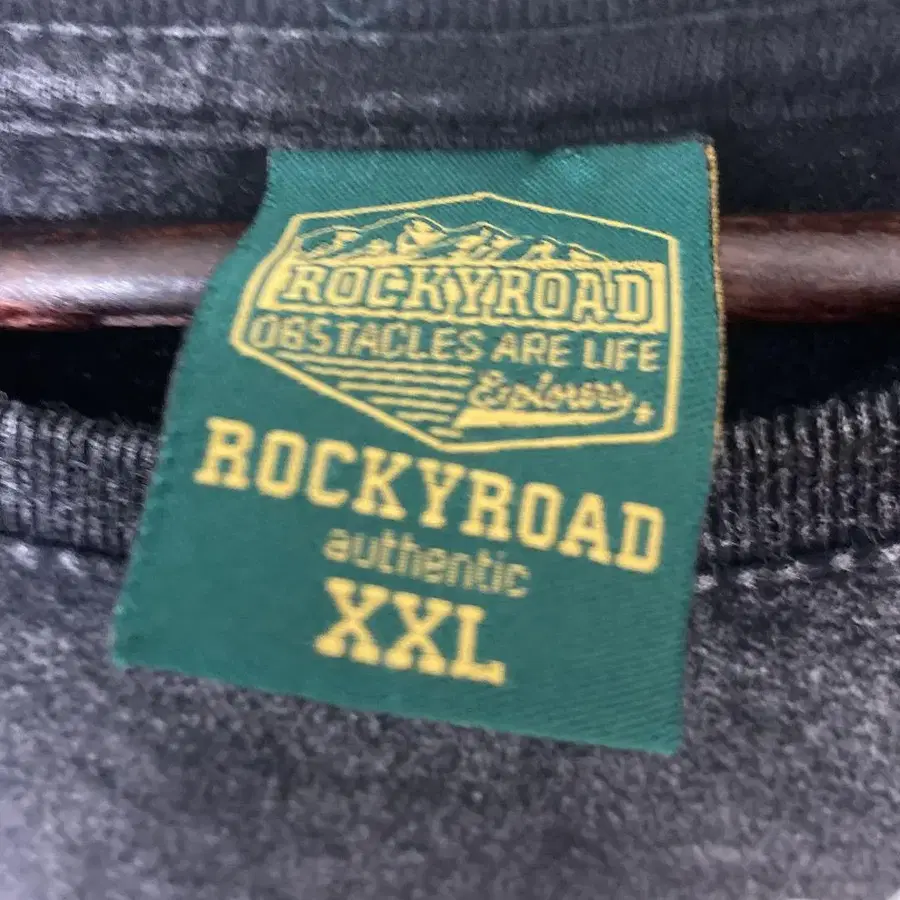 ROCKYROAD
OBSTACLES ARE LIFE
Explorers
ROCKYROAD
authentic
XXL